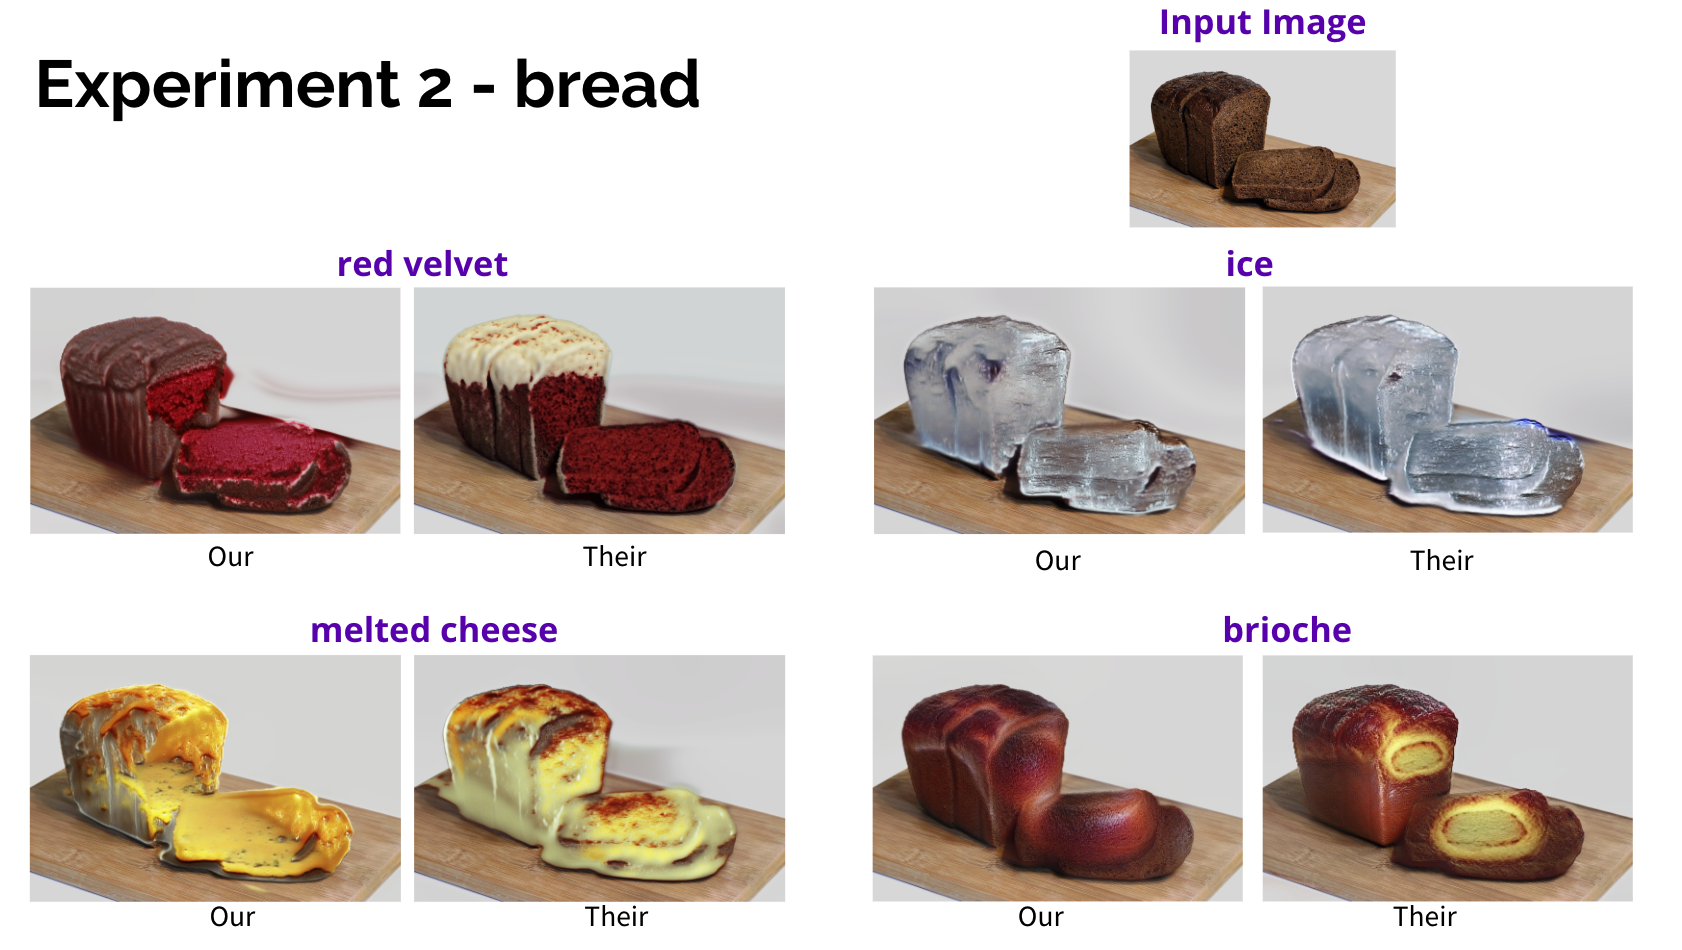 Input Image
Experiment 2 - bread
red velvet
ice
Our
Their
Our
Their
melted cheese
brioche
Our
Their
Our
Their